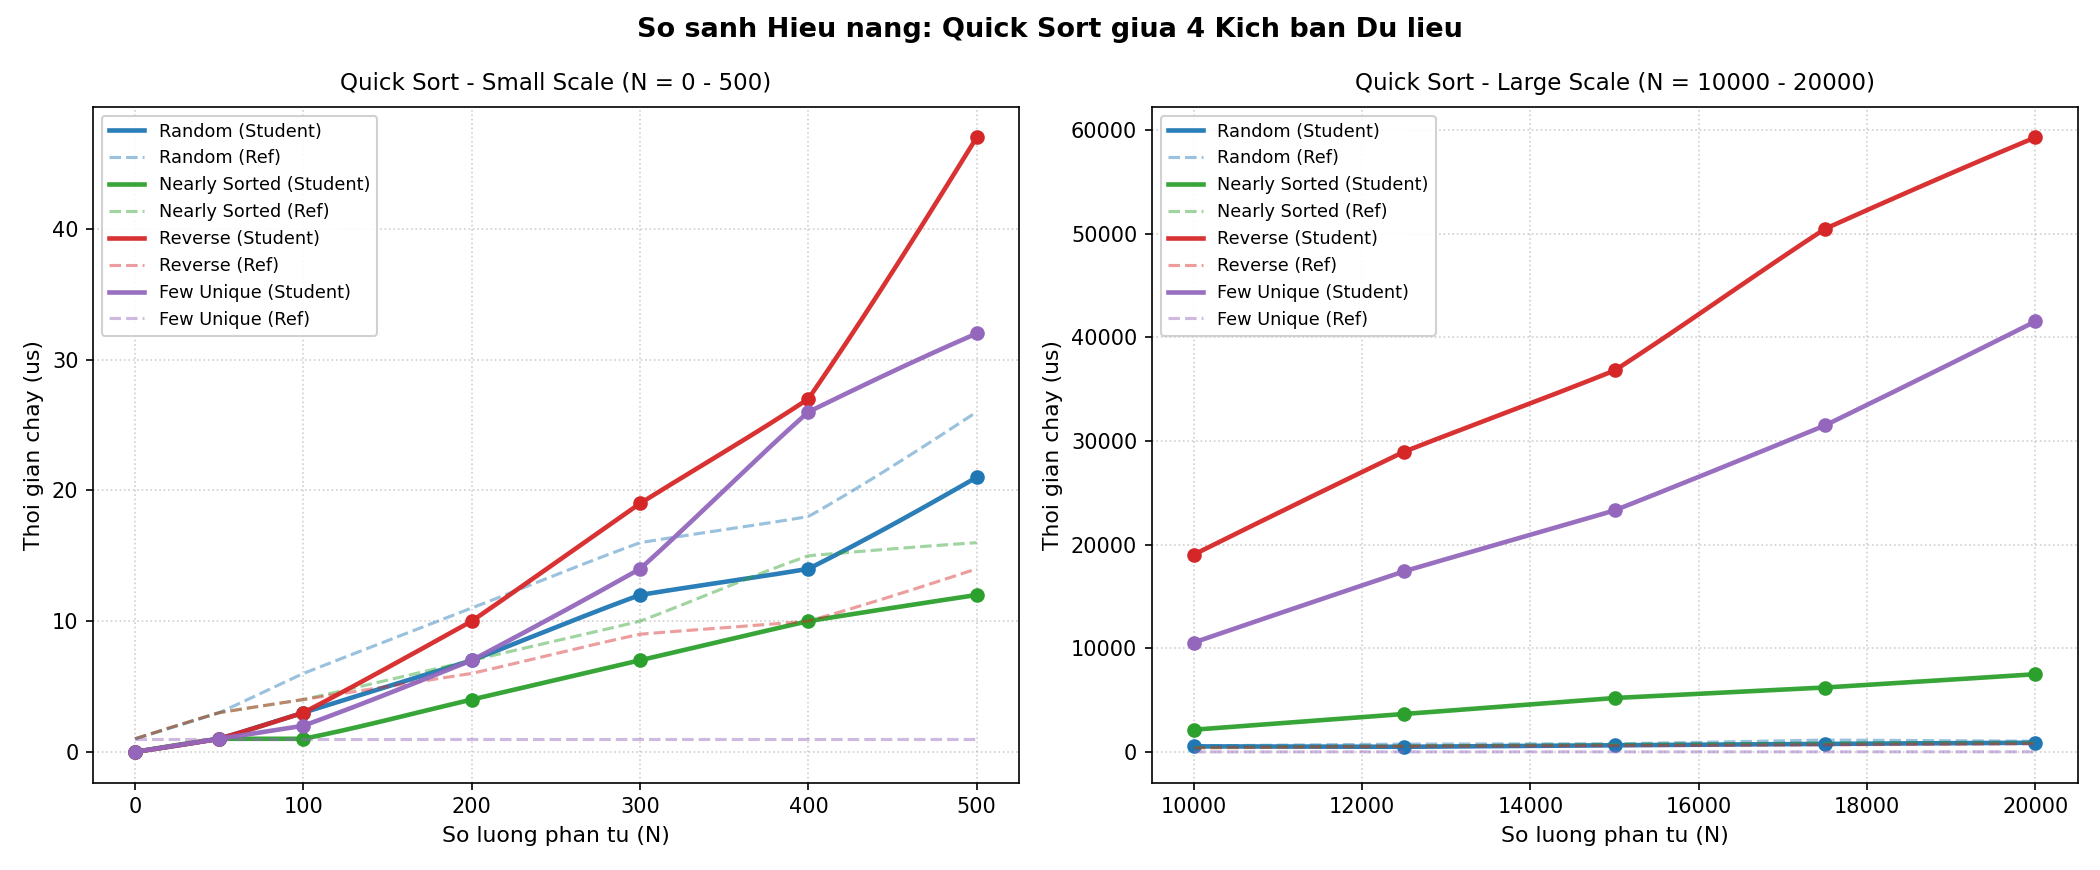 So sanh Hieu nang: Quick Sort giua 4 Kich ban Du lieu
Quick Sort - Small Scale (N = 0 - 500)
Random (Student)
Random (Ref)
Nearly Sorted (Student)
Nearly Sorted (Ref)
Reverse (Student)
Reverse (Ref)
Few Unique (Student)
Few Unique (Ref)
Thoi gian chay (us)
40
30
20
10
0
0 100 200 300 400 500
So luong phan tu (N)
Quick Sort - Large Scale (N = 10000 - 20000)
Random (Student)
Random (Ref)
Nearly Sorted (Student)
Nearly Sorted (Ref)
Reverse (Student)
Reverse (Ref)
Few Unique (Student)
Few Unique (Ref)
Thoi gian chay (us)
60000
50000
40000
30000
20000
10000
0
10000 12000 14000 16000 18000 20000
So luong phan tu (N)